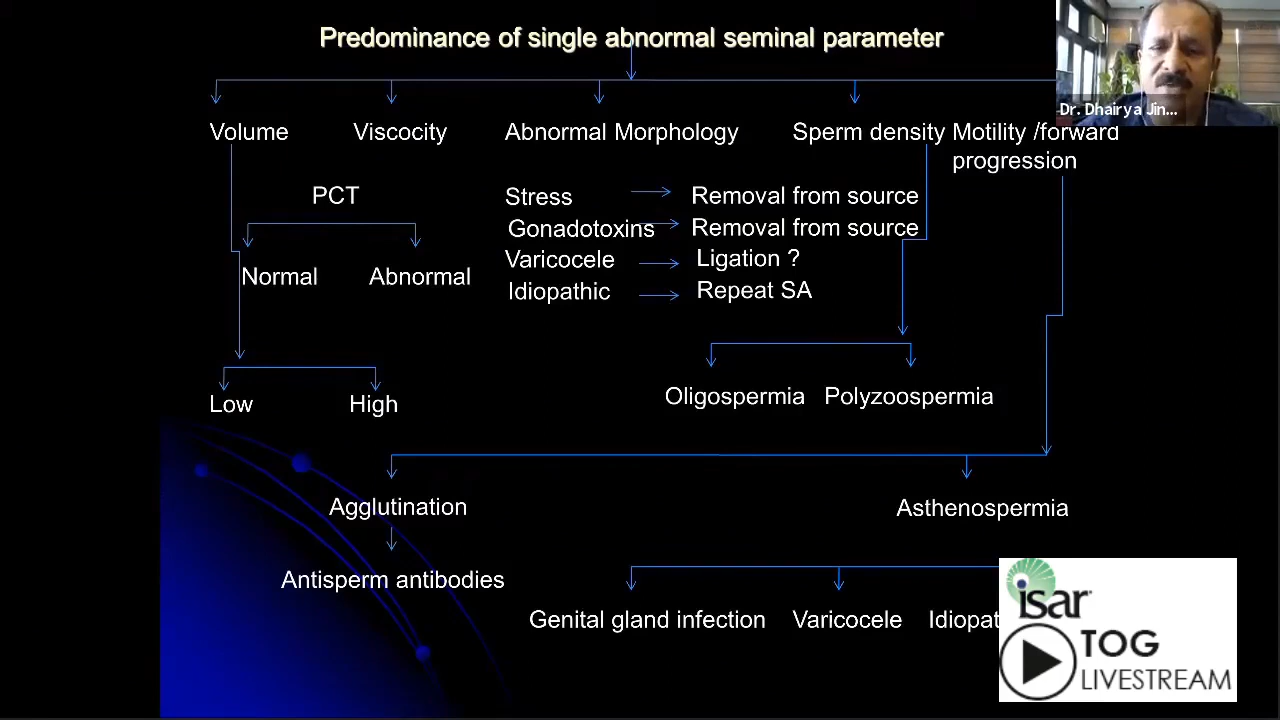 Predominance of single abnormal seminal parameter
Dr. Dhairya Jin...
Volume
Viscocity
Abnormal Morphology
Sperm density
Motility /forward
progression
PCT
Normal
Abnormal
Stress
Removal from source
Gonadotoxins
Removal from source
Varicocele
Ligation ?
Idiopathic
Repeat SA
Low
High
Oligospermia
Polyzoospermia
Agglutination
Asthenospermia
Antisperm antibodies
Genital gland infection
Varicocele
Idiopat
isar
TOG
LIVESTREAM